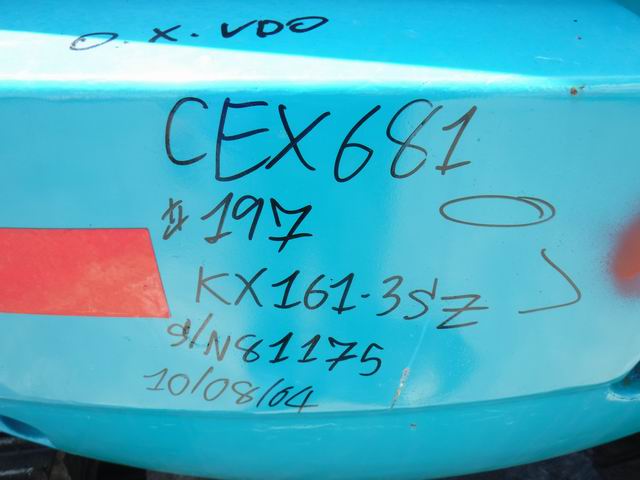 O.X.VDO
CEX681
#197
KX161-3SZ
S/N81175
10/08/04